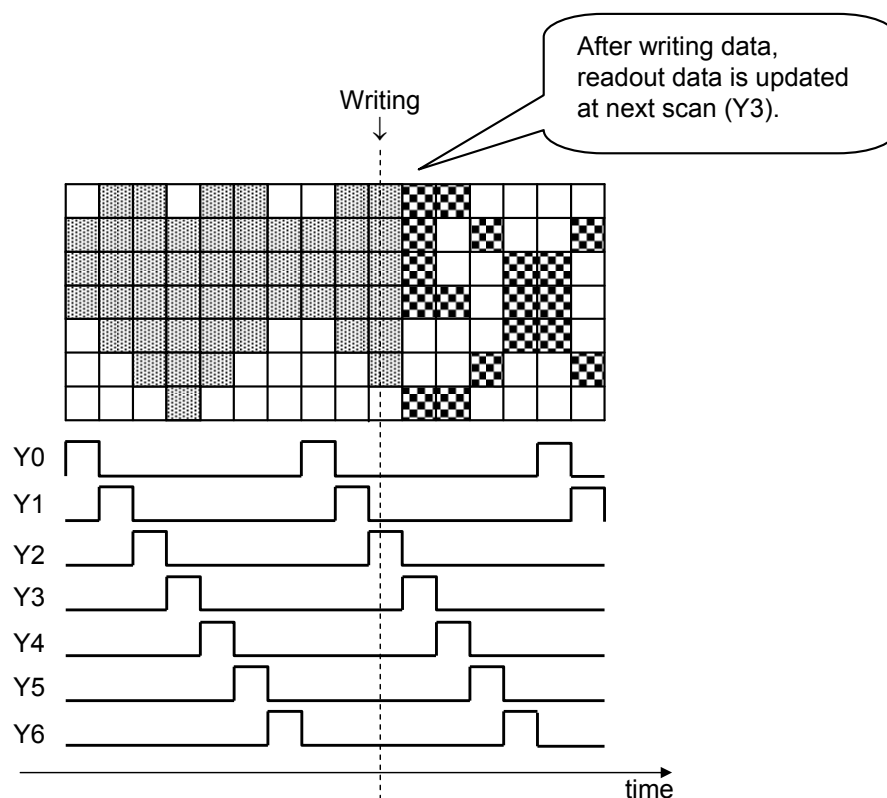 After writing data,
readout data is updated
at next scan (Y3).
Writing
↓
Y0
Y1
Y2
Y3
Y4
Y5
Y6
time